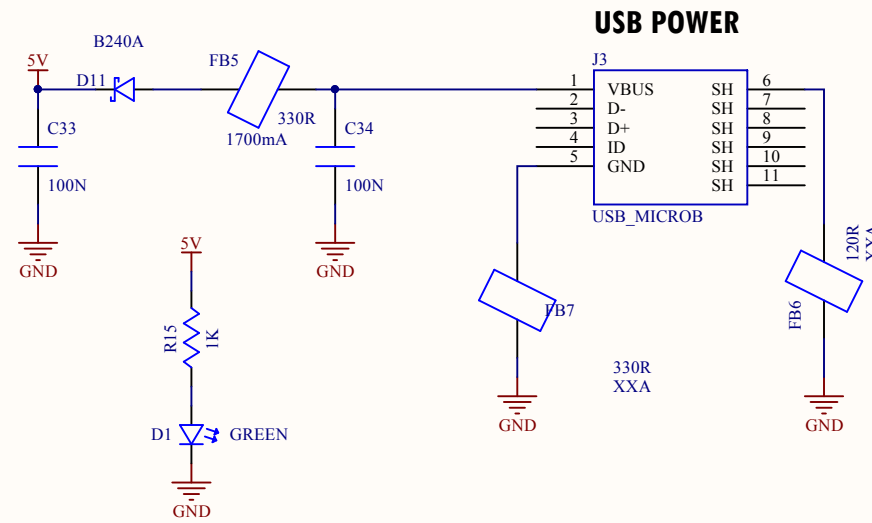 USB POWER
B240A
5V
D11
FB5
330R
1700mA
C33
100N
GND
C34
100N
GND
J3
1 VBUS SH 6
2 D- SH 7
3 D+ SH 8
4 ID SH 9
5 GND SH 10
SH 11
USB_MICROB
5V
R15
1K
D1
GREEN
GND
FB7
330R
XXA
GND
120R
XXA
FB6
GND